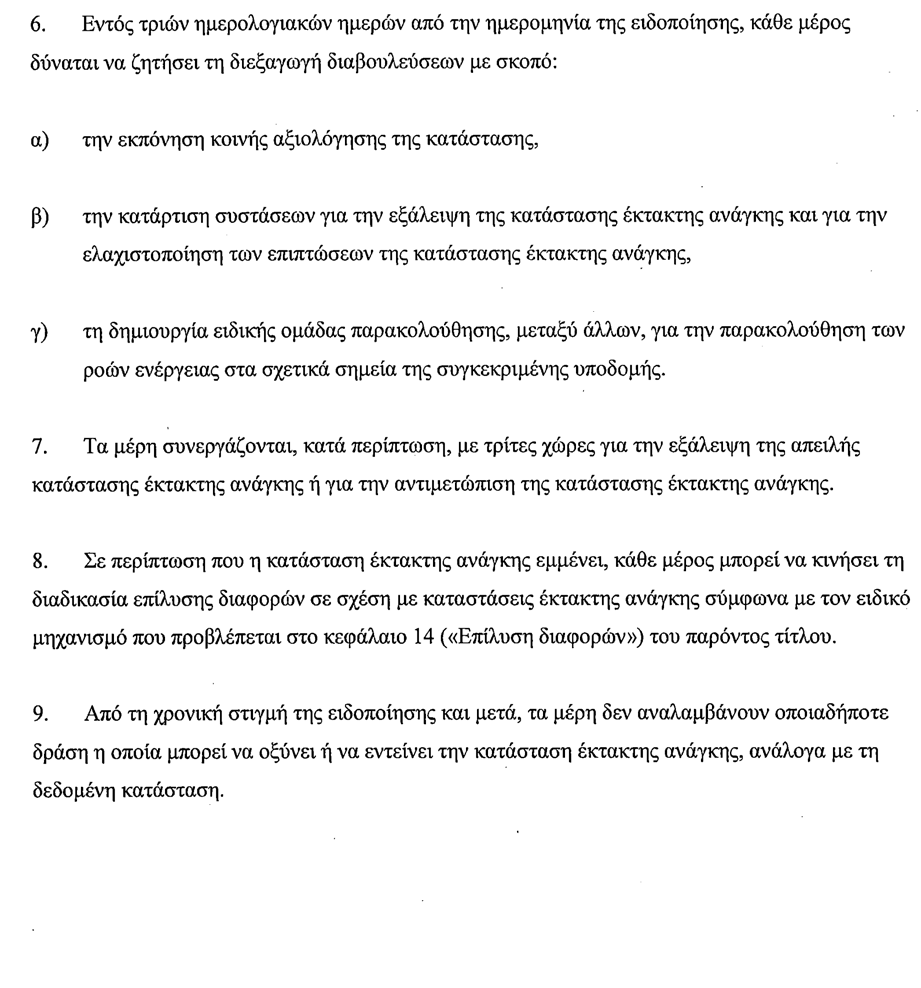 6. Εντός τριών ημερολογιακών ημερών από την ημερομηνία της ειδοποίησης, κάθε μέρος
δύναται να ζητήσει τη διεξαγωγή διαβουλεύσεων με σκοπό:
α) την εκπόνηση κοινής αξιολόγησης της κατάστασης,
β) την κατάρτιση συστάσεων για την εξάλειψη της κατάστασης έκτακτης ανάγκης και για την
ελαχιστοποίηση των επιπτώσεων της κατάστασης έκτακτης ανάγκης,
γ) τη δημιουργία ειδικής ομάδας παρακολούθησης, μεταξύ άλλων, για την παρακολούθηση των
ροών ενέργειας στα σχετικά σημεία της συγκεκριμένης υποδομής.
7. Τα μέρη συνεργάζονται, κατά περίπτωση, με τρίτες χώρες για την εξάλειψη της απειλής
κατάστασης έκτακτης ανάγκης ή για την αντιμετώπιση της κατάστασης έκτακτης ανάγκης.
8. Σε περίπτωση που η κατάσταση έκτακτης ανάγκης εμμένει, κάθε μέρος μπορεί να κινήσει τη
διαδικασία επίλυσης διαφορών σε σχέση με καταστάσεις έκτακτης ανάγκης σύμφωνα με τον ειδικό
μηχανισμό που προβλέπεται στο κεφάλαιο 14 («Επίλυση διαφορών») του παρόντος τίτλου.
9. Από τη χρονική στιγμή της ειδοποίησης και μετά, τα μέρη δεν αναλαμβάνουν οποιαδήποτε
δράση η οποία μπορεί να οξύνει ή να εντείνει την κατάσταση έκτακτης ανάγκης, ανάλογα με τη
δεδομένη κατάσταση.